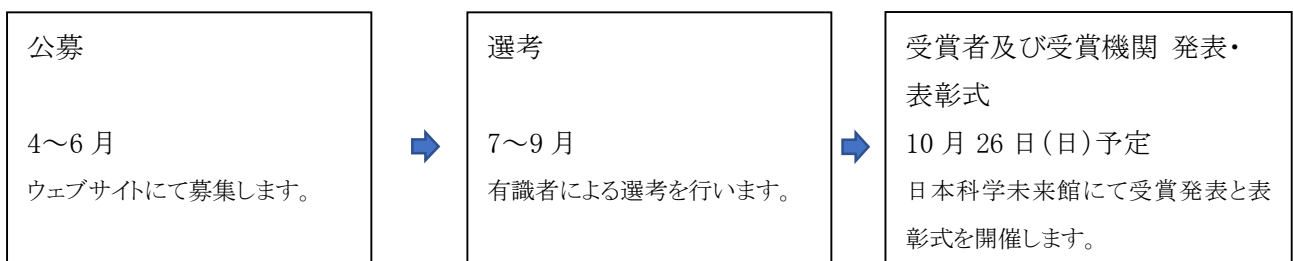 公募
4～6 月
ウェブサイトにて募集します。
選考
7～9 月
有識者による選考を行います。
受賞者及び受賞機関 発表・
表彰式
10 月 26 日（日）予定
日本科学未来館にて受賞発表と表
彰式を開催します。